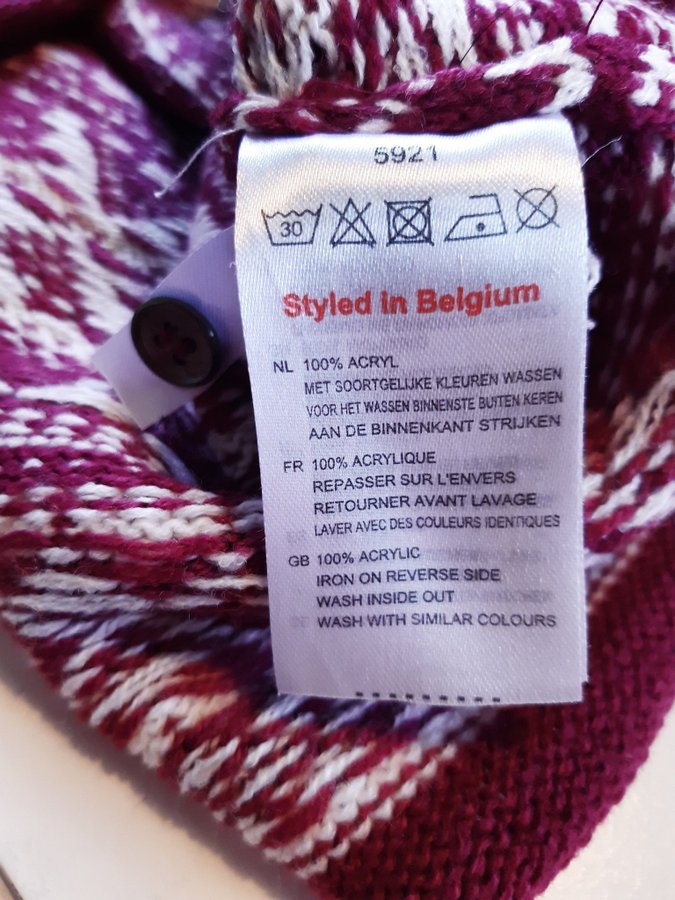 5921
30
Styled in Belgium
NL 100% ACRYL
MET SOORTGELIJKE KLEUREN WASSEN
VOOR HET WASSEN BINNENSTE BUITEN KEREN
AAN DE BINNENKANT STRIJKEN
FR 100% ACRYLIQUE
REPASSER SUR L'ENVERS
RETOURNER AVANT LAVAGE
LAVER AVEC DES COULEURS IDENTIQUES
GB 100% ACRYLIC
IRON ON REVERSE SIDE
WASH INSIDE OUT
WASH WITH SIMILAR COLOURS